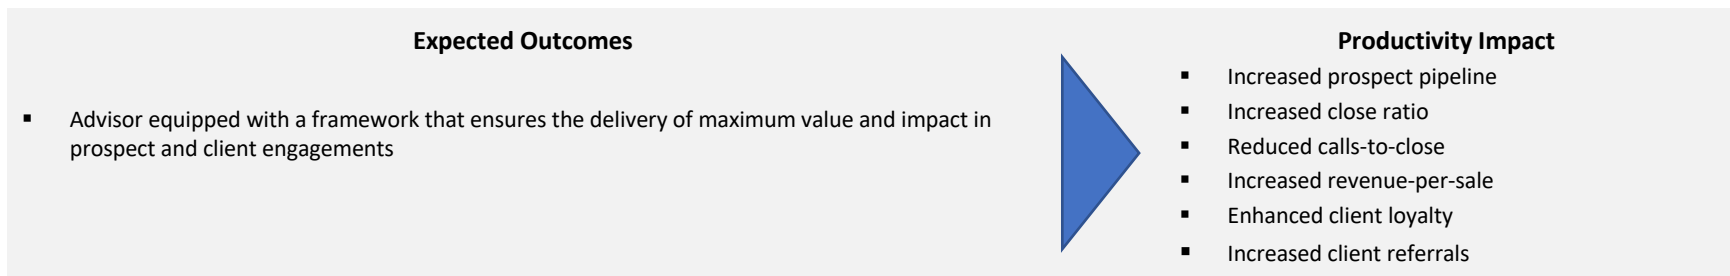 Expected Outcomes
▪ Advisor equipped with a framework that ensures the delivery of maximum value and impact in
prospect and client engagements
Productivity Impact
▪ Increased prospect pipeline
▪ Increased close ratio
▪ Reduced calls-to-close
▪ Increased revenue-per-sale
▪ Enhanced client loyalty
▪ Increased client referrals